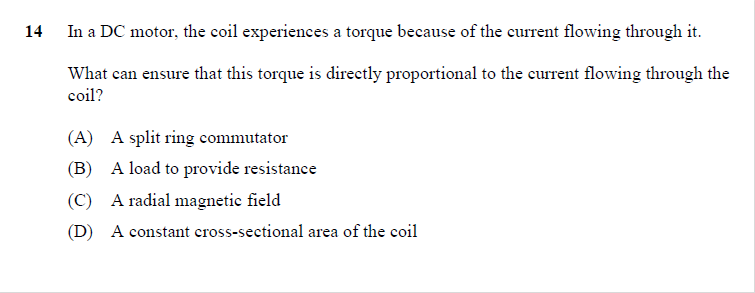 14 In a DC motor, the coil experiences a torque because of the current flowing through it.
What can ensure that this torque is directly proportional to the current flowing through the
coil?
(A) A split ring commutator
(B) A load to provide resistance
(C) A radial magnetic field
(D) A constant cross-sectional area of the coil